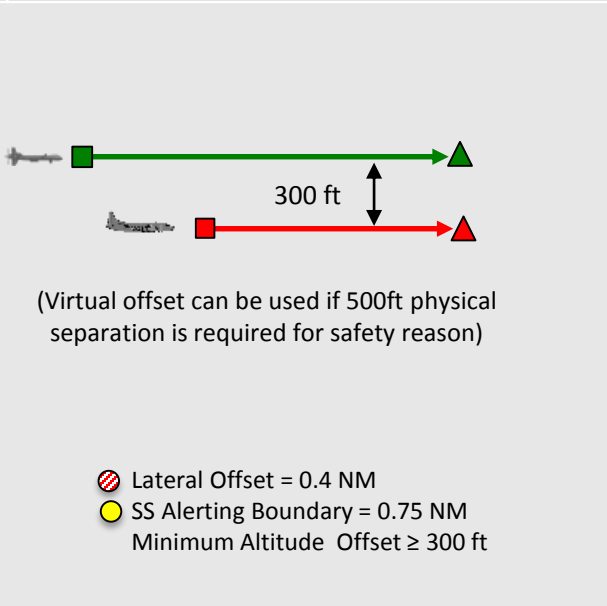 300 ft
(Virtual offset can be used if 500ft physical
separation is required for safety reason)
Lateral Offset = 0.4 NM
SS Alerting Boundary = 0.75 NM
Minimum Altitude  Offset ≥ 300 ft